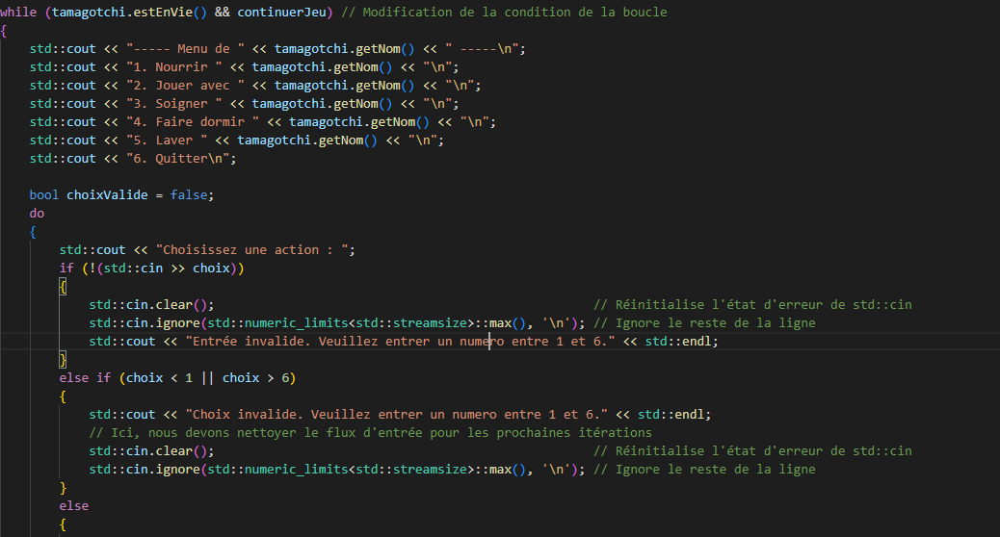 while (tamagotchi.estEnVie() && continuerJeu) // Modification de la condition de la boucle
{
    std::cout << "----- Menu de " << tamagotchi.getNom() << " -----\n";
    std::cout << "1. Nourrir " << tamagotchi.getNom() << "\n";
    std::cout << "2. Jouer avec " << tamagotchi.getNom() << "\n";
    std::cout << "3. Soigner " << tamagotchi.getNom() << "\n";
    std::cout << "4. Faire dormir " << tamagotchi.getNom() << "\n";
    std::cout << "5. Laver " << tamagotchi.getNom() << "\n";
    std::cout << "6. Quitter\n";
    bool choixValide = false;
    do
    {
        std::cout << "Choisissez une action : ";
        if (!(std::cin >> choix))
        {
            std::cin.clear(); // Réinitialise l'état d'erreur de std::cin
            std::cin.ignore(std::numeric_limits<std::streamsize>::max(), '\n'); // Ignore le reste de la ligne
            std::cout << "Entrée invalide. Veuillez entrer un numero entre 1 et 6." << std::endl;
        }
        else if (choix < 1 || choix > 6)
        {
            std::cout << "Choix invalide. Veuillez entrer un numero entre 1 et 6." << std::endl;
            // Ici, nous devons nettoyer le flux d'entrée pour les prochaines itérations
            std::cin.clear(); // Réinitialise l'état d'erreur de std::cin
            std::cin.ignore(std::numeric_limits<std::streamsize>::max(), '\n'); // Ignore le reste de la ligne
        }
        else
        {